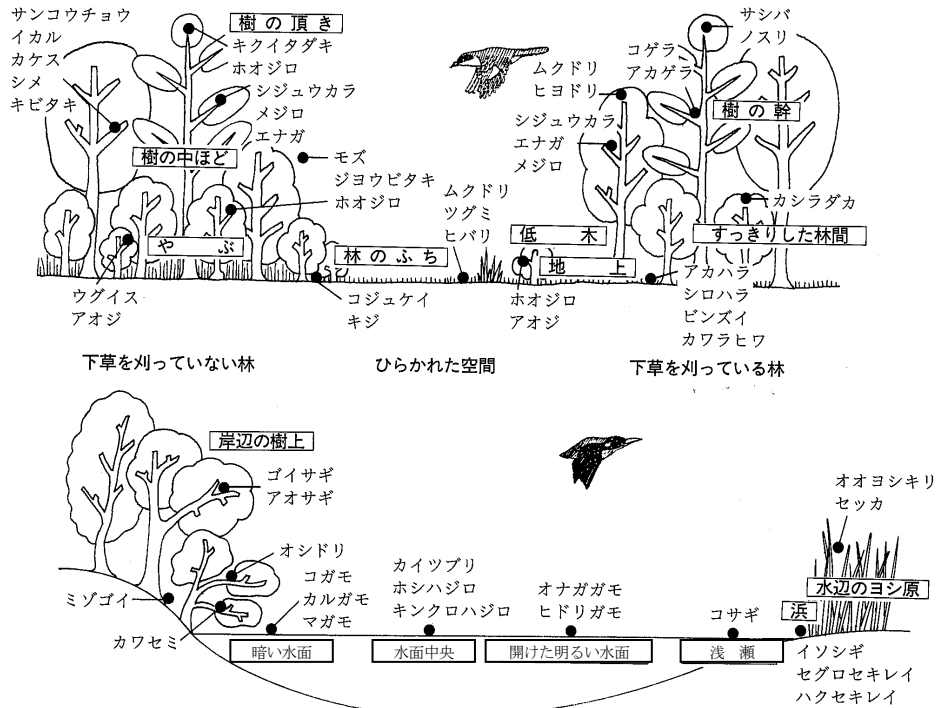 サンコウチョウ
イカル
カケス
シメ
キビタキ
樹の頂き
キクイタダキ
ホオジロ
シジュウカラ
メジロ
エナガ
樹の中ほど
モズ
ジヨウビタキ
ホオジロ
やぶ
ウグイス
アオジ
林のふち
コジュケイ
キジ
ムクドリ
ツグミ
ヒバリ
ムクドリ
ヒヨドリ
シジュウカラ
エナガ
メジロ
低木
地上
ホオジロ
アオジ
サシバ
ノスリ
コゲラ
アカゲラ
樹の幹
カシラダカ
すっきりした林間
アカハラ
シロハラ
ビンズイ
カワラヒワ
下草を刈っていない林
ひらかれた空間
下草を刈っている林
岸辺の樹上
ゴイサギ
アオサギ
オシドリ
コガモ
カルガモ
マガモ
ミゾゴイ
カワセミ
カイツブリ
ホシハジロ
キンクロハジロ
オナガガモ
ヒドリガモ
コサギ
オオヨシキリ
セッカ
水辺のヨシ原
浜
イソシギ
セグロセキレイ
ハクセキレイ
暗い水面
水面中央
開けた明るい水面
浅瀬